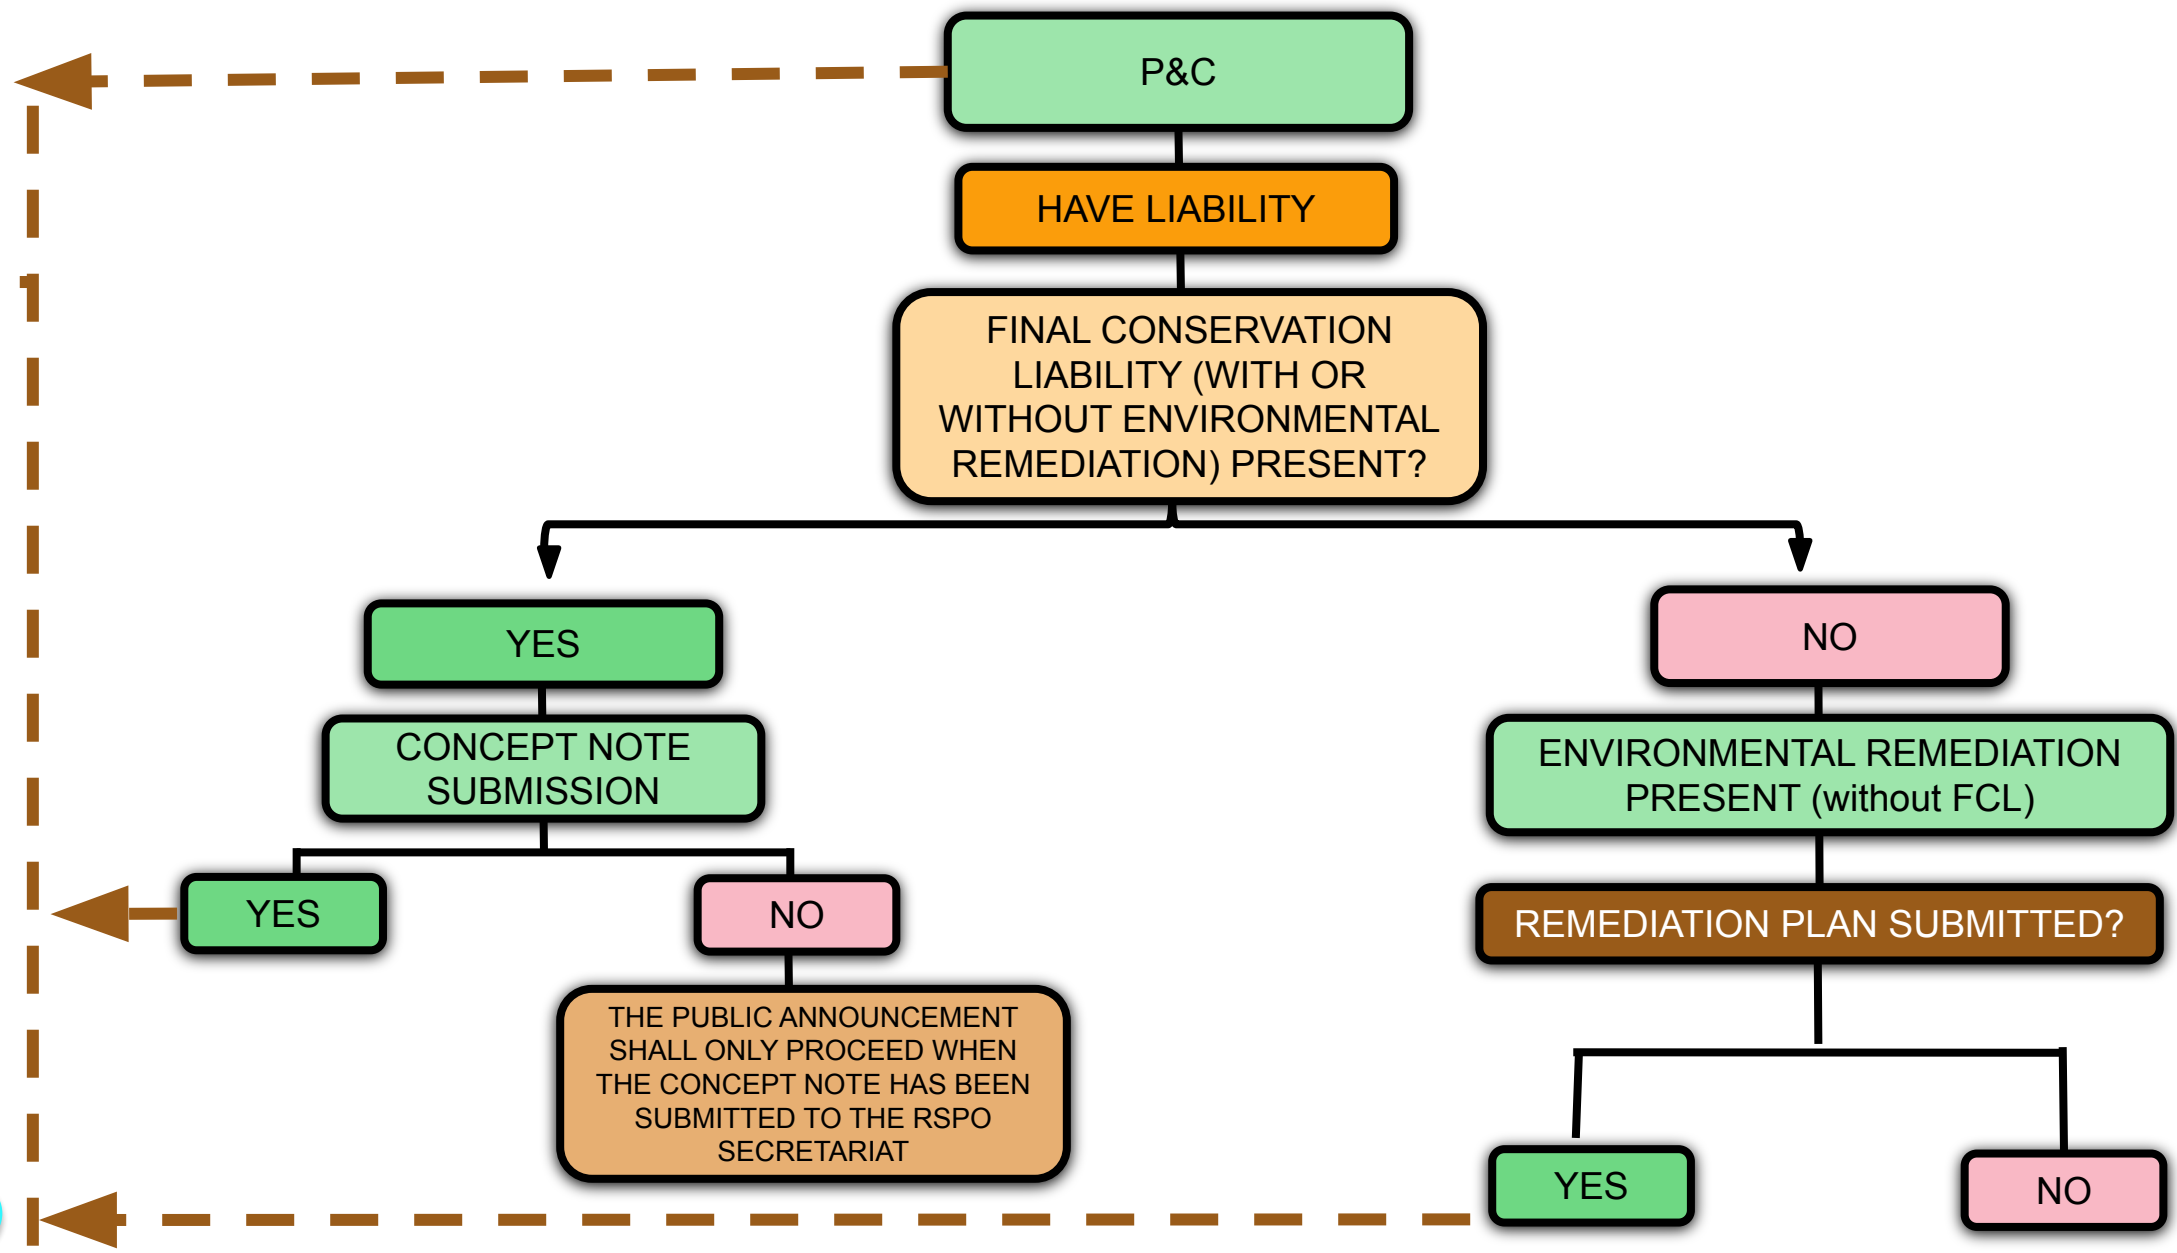 P&C
HAVE LIABILITY
FINAL CONSERVATION
LIABILITY (WITH OR
WITHOUT ENVIRONMENTAL
REMEDIATION) PRESENT?
YES
NO
CONCEPT NOTE
SUBMISSION
ENVIRONMENTAL REMEDIATION
PRESENT (without FCL)
YES
NO
REMEDIATION PLAN SUBMITTED?
THE PUBLIC ANNOUNCEMENT
SHALL ONLY PROCEED WHEN
THE CONCEPT NOTE HAS BEEN
SUBMITTED TO THE RSPO
SECRETARIAT
YES
NO